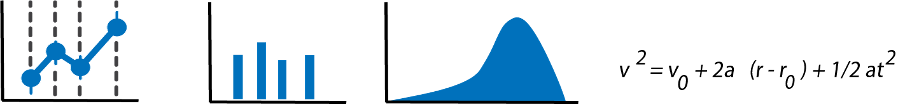 v² = v₀ + 2a (r - r₀ ) + 1/2 at²